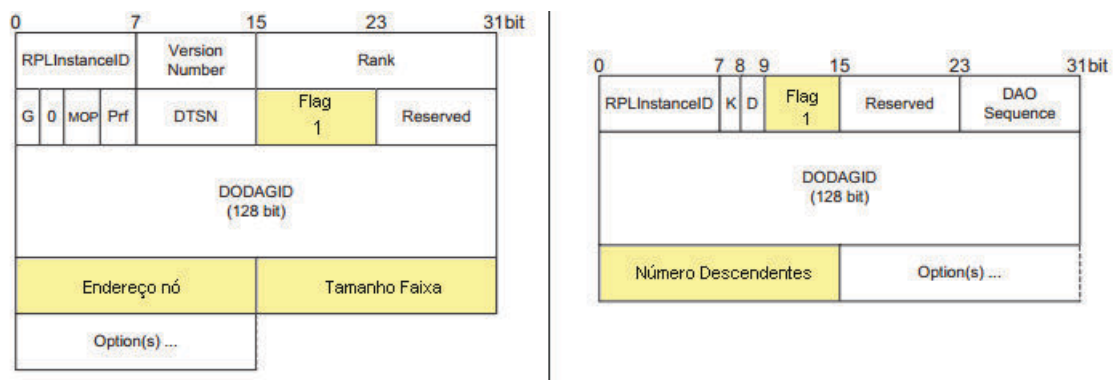 0 7 15 23 31bit
RPLInstanceID
Version
Number
Rank
G 0 MOP Prf DTSN
Flag
1
Reserved
DODAGID
(128 bit)
Endereço nó
Tamanho Faixa
Option(s) ...
0 7 8 9 15 23 31bit
RPLInstanceID K D
Flag
1
Reserved
DAO
Sequence
DODAGID
(128 bit)
Número Descendentes
Option(s) ...